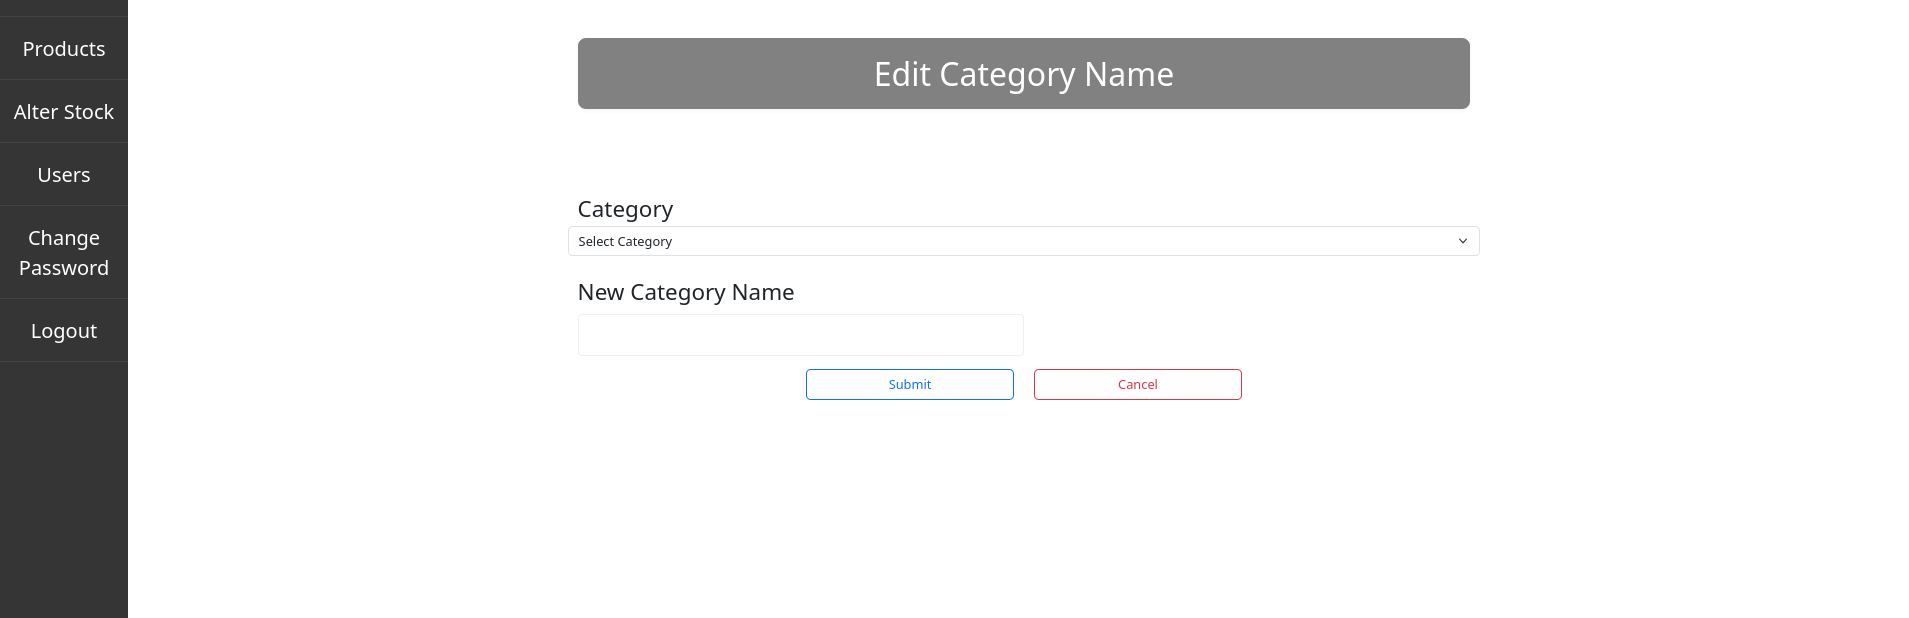 Products
Alter Stock
Users
Change
Password
Logout
Edit Category Name
Category
Select Category
New Category Name
Submit
Cancel